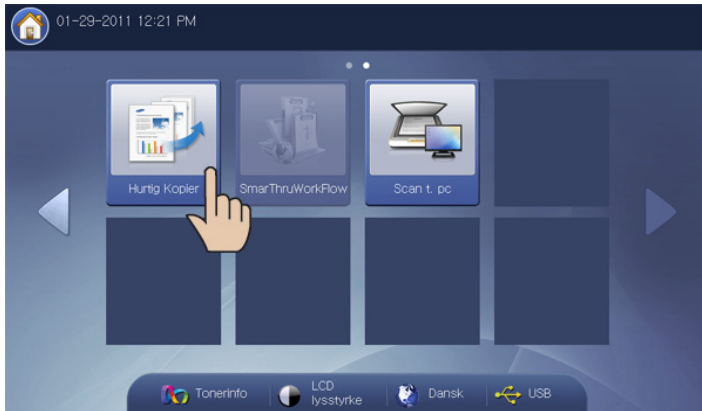 01-29-2011 12:21 PM
Hurtig Kopier
SmarThruWorkFlow
Scan t. pc
TonerInfo
LCD
lysstyrke
Dansk
USB